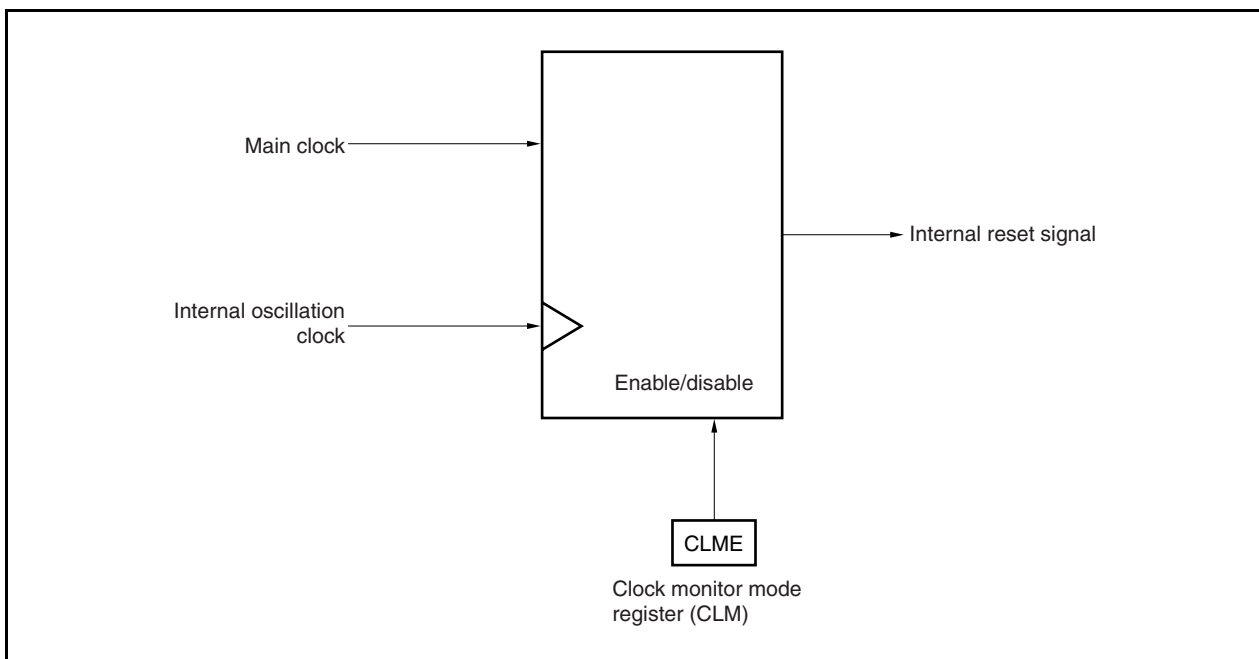 Main clock
Internal reset signal
Internal oscillation
clock
Enable/disable
CLME
Clock monitor mode
register (CLM)